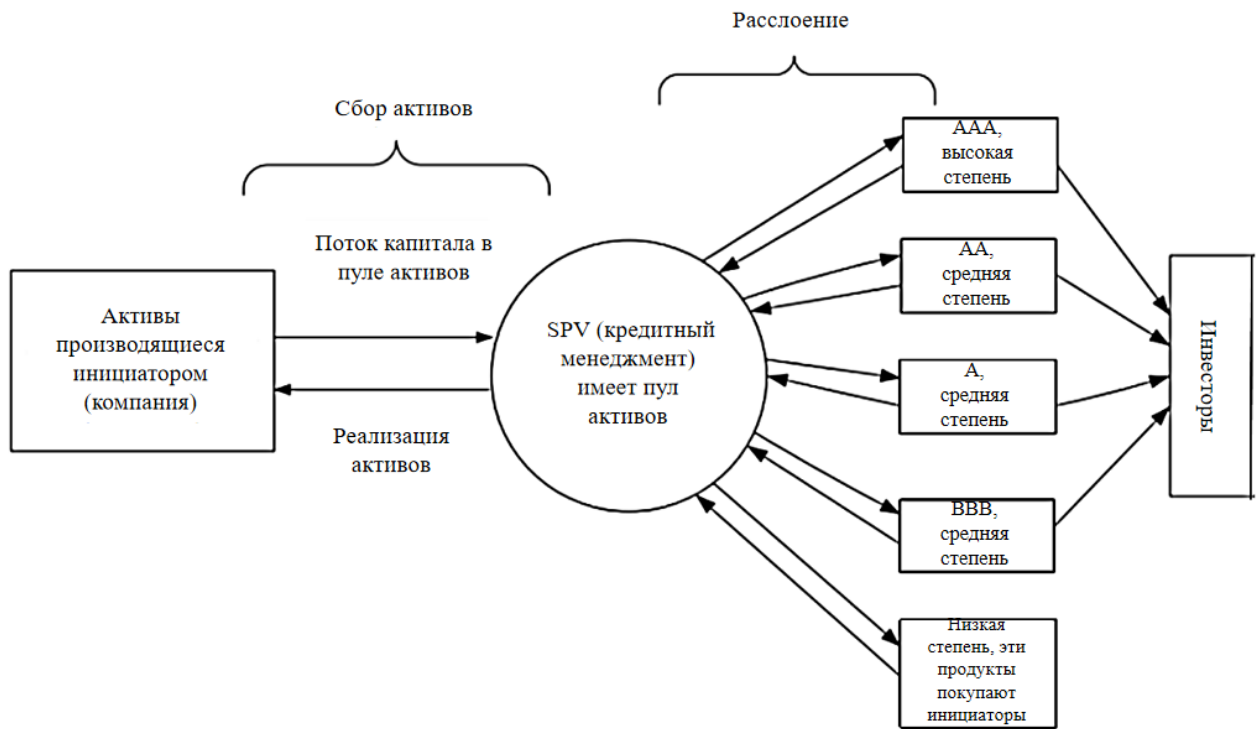 Расслоение
Сбор активов
Поток капитала в
пуле активов
Активы
производящиеся
инициатором
(компания)
Реализация
активов
SPV (кредитный
менеджмент)
имеет пул
активов
AAA,
высокая
степень
AA,
средняя
степень
A,
средняя
степень
BBB,
средняя
степень
Низкая
степень, эти
продукты
покупают
инициаторы
Инвесторы